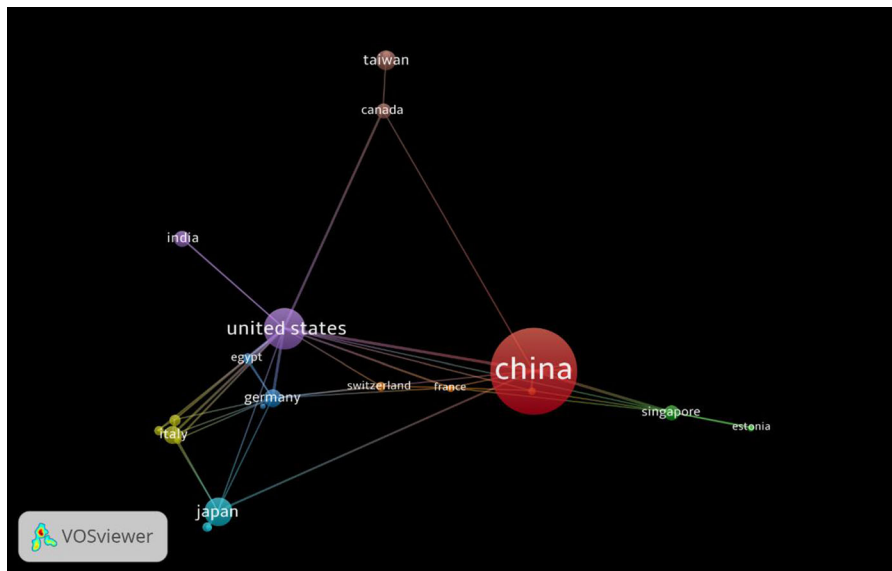 taiwan
canada
india
united states
egypt
china
switzerland
france
germany
singapore
estonia
italy
japan
VOSviewer